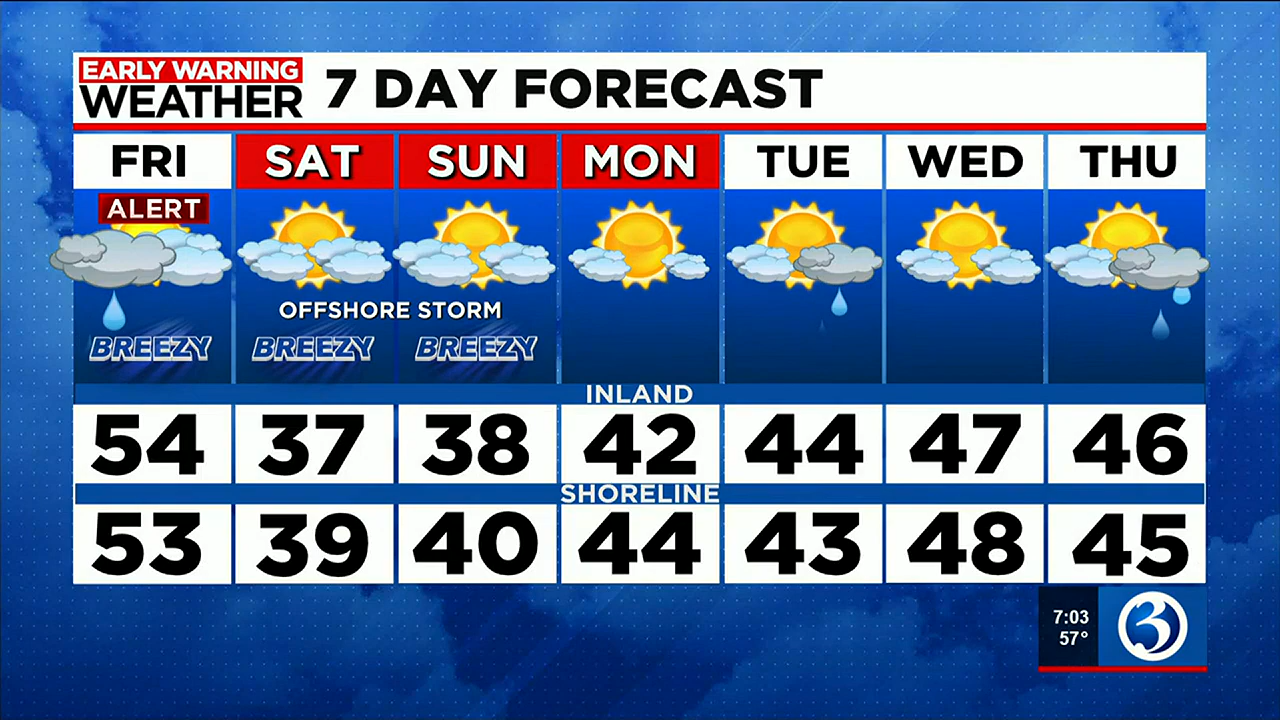 EARLY WARNING
WEATHER
7 DAY FORECAST
FRI SAT SUN MON TUE WED THU
ALERT
OFFSHORE STORM
BREEZY BREEZY BREEZY
INLAND
54 37 38 42 44 47 46
SHORELINE
53 39 40 44 43 48 45
7:03
57°
3